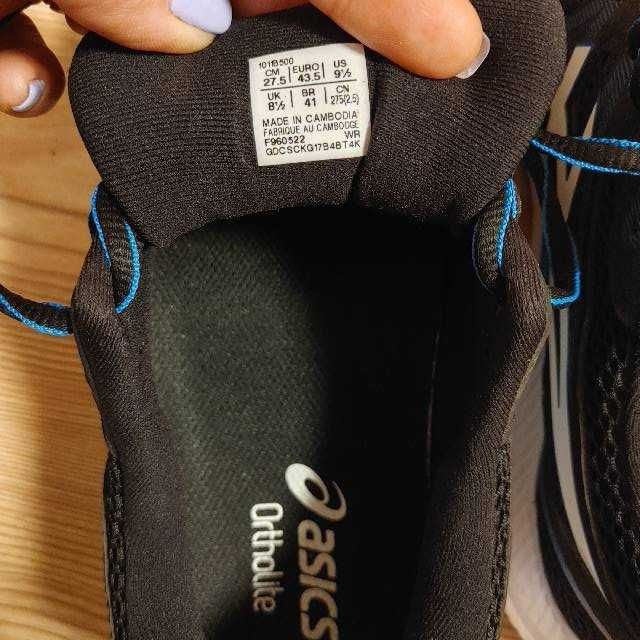 1011B500
CM EURO US
27.5 43.5 9½
UK BR CN
8½ 41 275(2.5)
MADE IN CAMBODIA
FABRIQUE AU CAMBODGE
F960522 WR
GDCSCKG17B4BT4K
asics
Ortholite